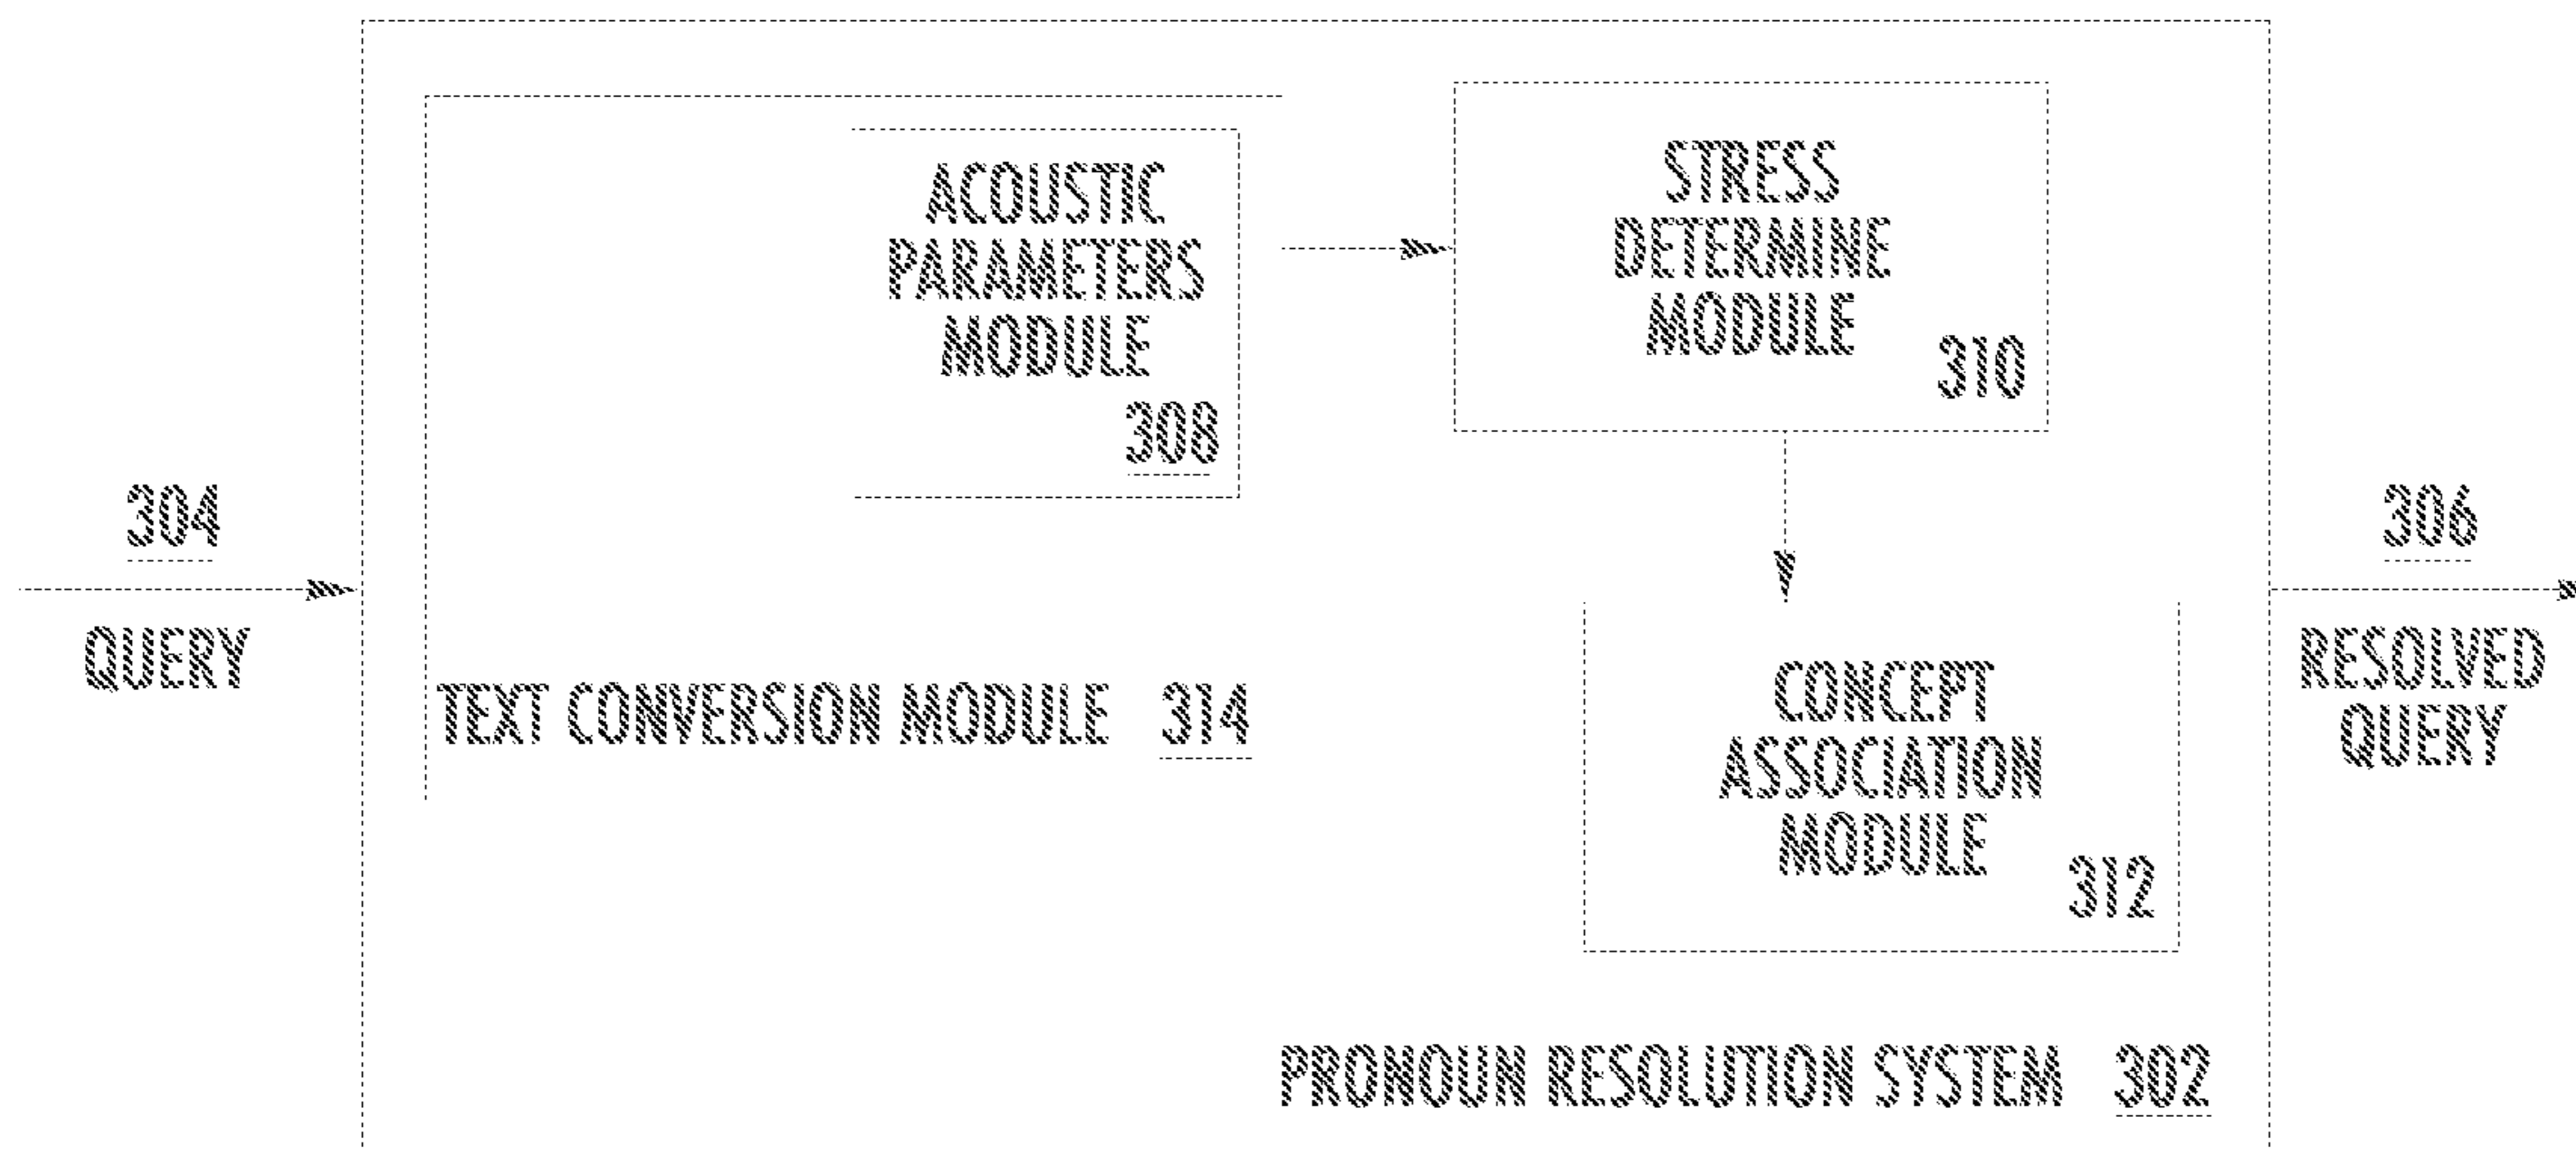 304
QUERY
ACOUSTIC
PARAMETERS
MODULE
308
TEXT CONVERSION MODULE 314
STRESS
DETERMINE
MODULE
310
CONCEPT
ASSOCIATION
MODULE
312
PRONOUN RESOLUTION SYSTEM 302
306
RESOLVED
QUERY